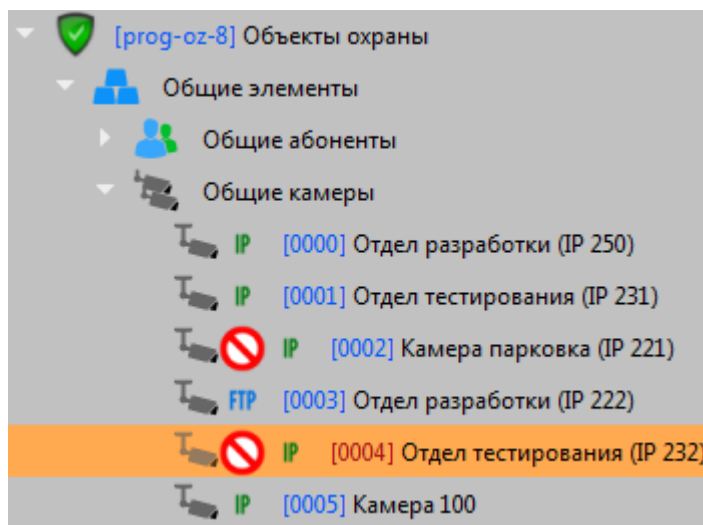 [prog-oz-8] Объекты охраны
Общие элементы
Общие абоненты
Общие камеры
IP [0000] Отдел разработки (IP 250)
IP [0001] Отдел тестирования (IP 231)
IP [0002] Камера парковка (IP 221)
FTP [0003] Отдел разработки (IP 222)
IP [0004] Отдел тестирования (IP 232)
IP [0005] Камера 100